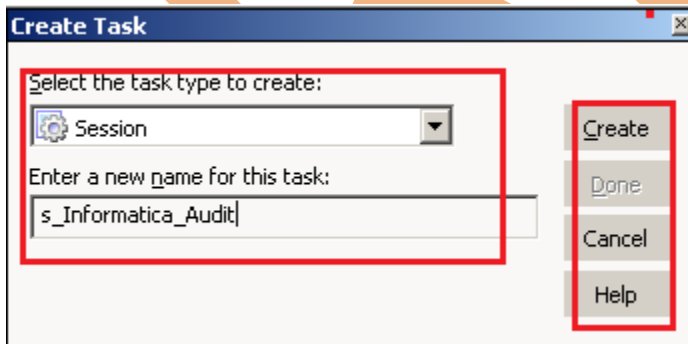 Create Task
Select the task type to create:
Session
Enter a new name for this task:
s_Informatica_Audit
Create
Done
Cancel
Help